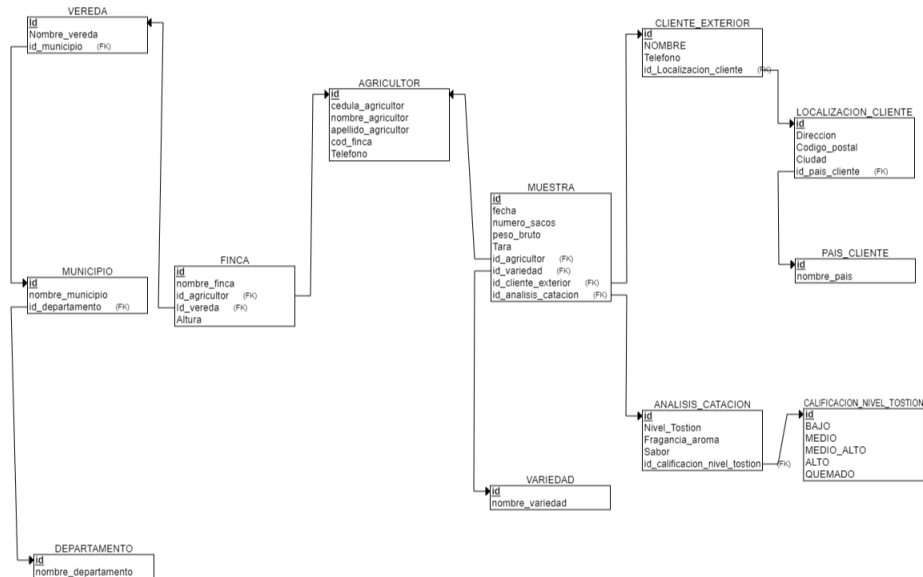 VEREDA
Id
Nombre_vereda
id_municipio (FK)
CLIENTE_EXTERIOR
id
NOMBRE
Telefono
id_Localizacion_cliente (FK)
AGRICULTOR
id
cedula_agricultor
nombre_agricultor
apellido_agricultor
cod_finca
Telefono
LOCALIZACION_CLIENTE
id
Direccion
Codigo_postal
Ciudad
id_pais_cliente (FK)
MUESTRA
id
fecha
numero_sacos
peso_bruto
Tara
id_agricultor (FK)
id_variedad (FK)
id_cliente_exterior (FK)
id_analisis_catacion (FK)
MUNICIPIO
id
nombre_municipio
id_departamento (FK)
FINCA
id
nombre_finca
id_agricultor (FK)
Id_vereda (FK)
Altura
PAIS_CLIENTE
id
nombre_pais
ANALISIS_CATACION
id
Nivel_Tostion
Fragancia_aroma
Sabor
id_calificacion_nivel_tostion (FK)
CALIFICACION_NIVEL_TOSTION
id
BAJO
MEDIO
MEDIO_ALTO
ALTO
QUEMADO
VARIEDAD
id
nombre_variedad
DEPARTAMENTO
id
nombre_departamento